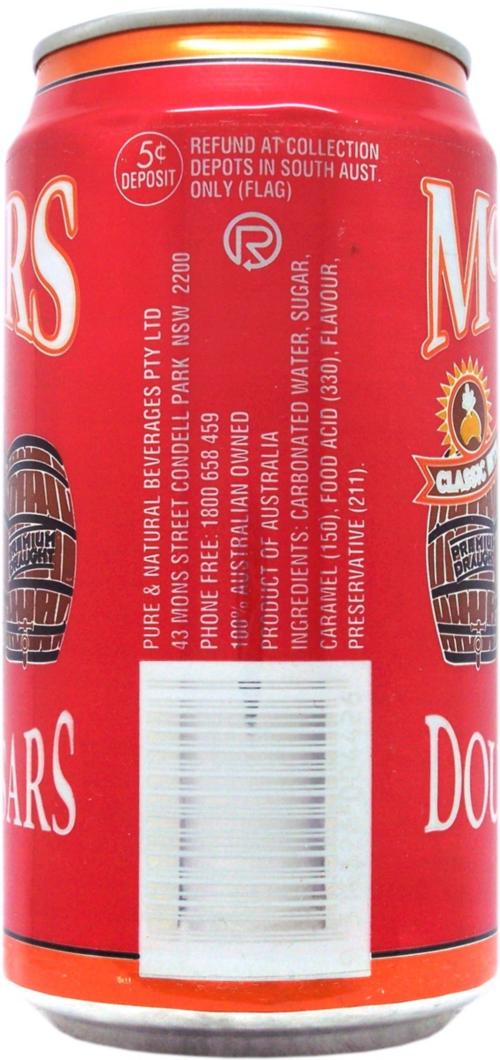 5¢
DEPOSIT
REFUND AT COLLECTION
DEPOTS IN SOUTH AUST.
ONLY (FLAG)
R
PURE & NATURAL BEVERAGES PTY LTD
43 MONS STREET CONDELL PARK NSW 2200
PHONE FREE: 1800 658 459
100% AUSTRALIAN OWNED
PRODUCT OF AUSTRALIA
INGREDIENTS: CARBONATED WATER, SUGAR,
CARAMEL (150), FOOD ACID (330), FLAVOUR,
PRESERVATIVE (211).
RS
PREMIUM
DRAUGHT
ARS
Mc
CLASSIC
PREMIUM
DRAUGHT
DOU